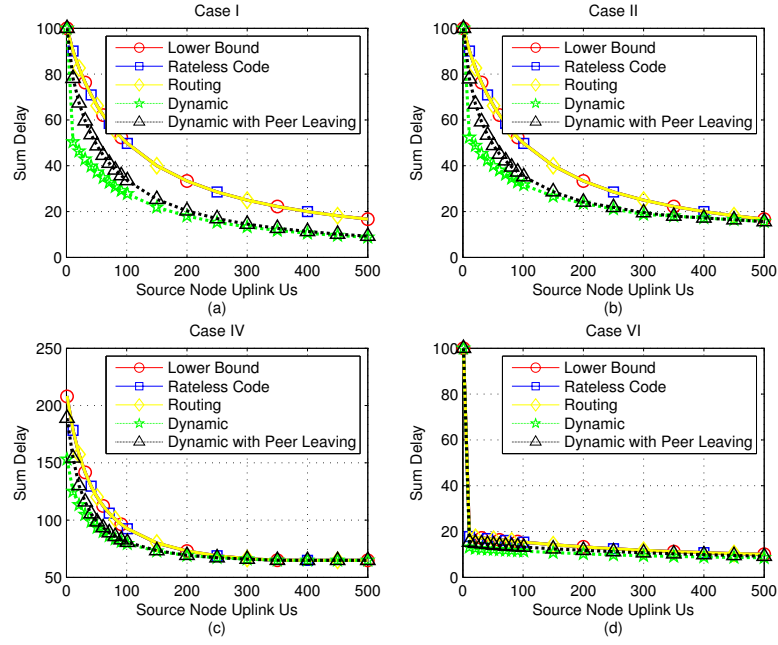 Case I
100
80
60
40
20
0
Sum Delay
Lower Bound
Rateless Code
Routing
Dynamic
Dynamic with Peer Leaving
0 100 200 300 400 500
Source Node Uplink Us
(a)
Case II
100
80
60
40
20
0
Sum Delay
Lower Bound
Rateless Code
Routing
Dynamic
Dynamic with Peer Leaving
0 100 200 300 400 500
Source Node Uplink Us
(b)
Case IV
250
200
150
100
50
Sum Delay
Lower Bound
Rateless Code
Routing
Dynamic
Dynamic with Peer Leaving
0 100 200 300 400 500
Source Node Uplink Us
(c)
Case VI
100
80
60
40
20
0
Sum Delay
Lower Bound
Rateless Code
Routing
Dynamic
Dynamic with Peer Leaving
0 100 200 300 400 500
Source Node Uplink Us
(d)